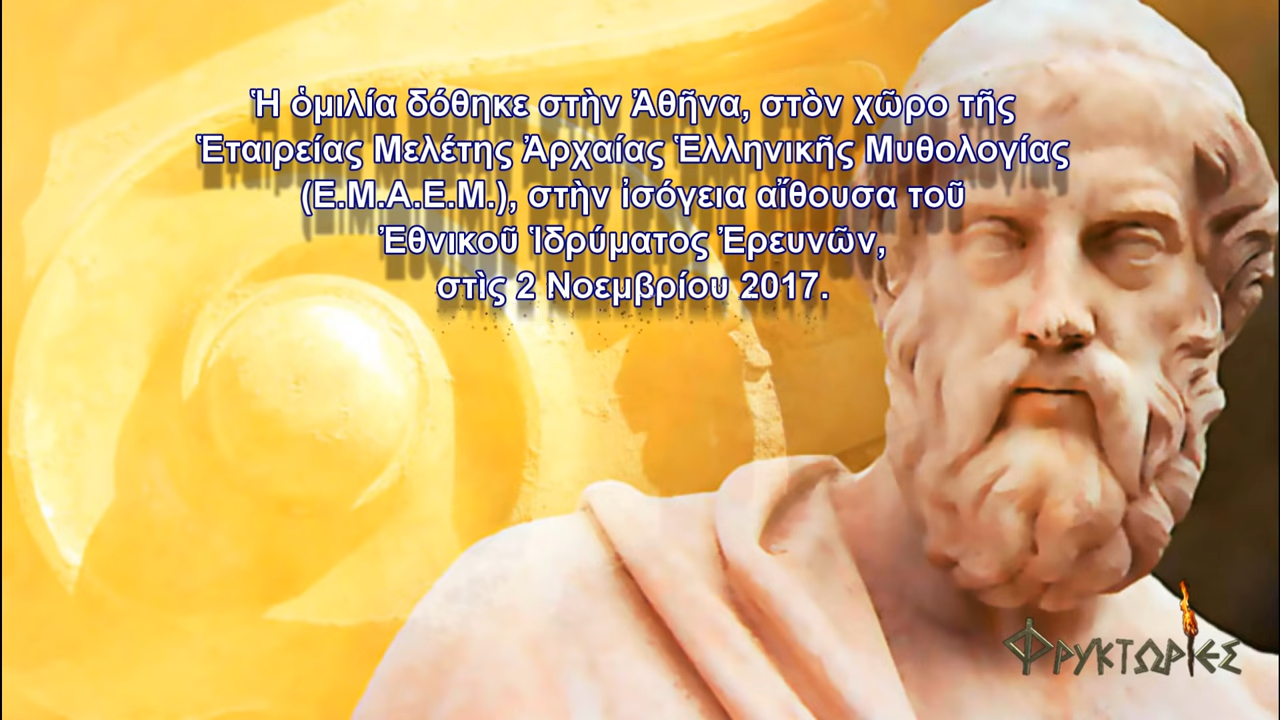 Ἡ ὁμιλία δόθηκε στὴν Ἀθῆνα, στὸν χῶρο τῆς
Ἑταιρείας Μελέτης Ἀρχαίας Ἑλληνικῆς Μυθολογίας
(Ε.Μ.Α.Ε.Μ.), στὴν ἰσόγεια αἴθουσα τοῦ
Ἐθνικοῦ Ἱδρύματος Ἐρευνῶν,
στὶς 2 Νοεμβρίου 2017.
ΦΡΥΚΤΩΡΙΕΣ